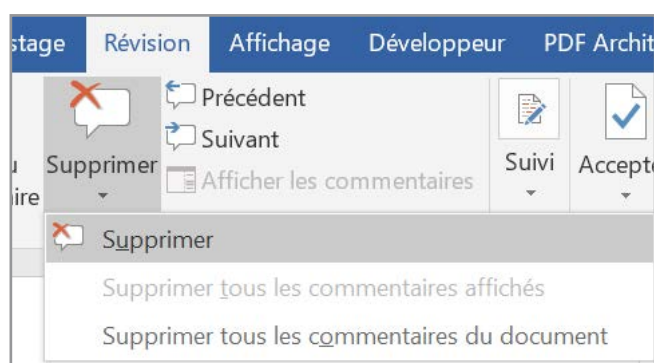 stage Révision Affichage Développeur PDF Archit
Précédent
Suivant
Supprimer Afficher les commentaires Suivi Accepte
aire
Supprimer
Supprimer tous les commentaires affichés
Supprimer tous les commentaires du document